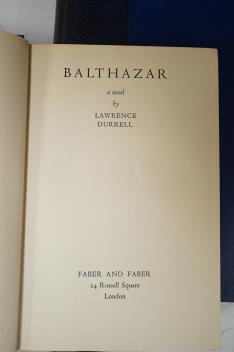 BALTHAZAR
a novel
by
LAWRENCE
DURRELL
FABER AND FABER
24 Russell Square
London